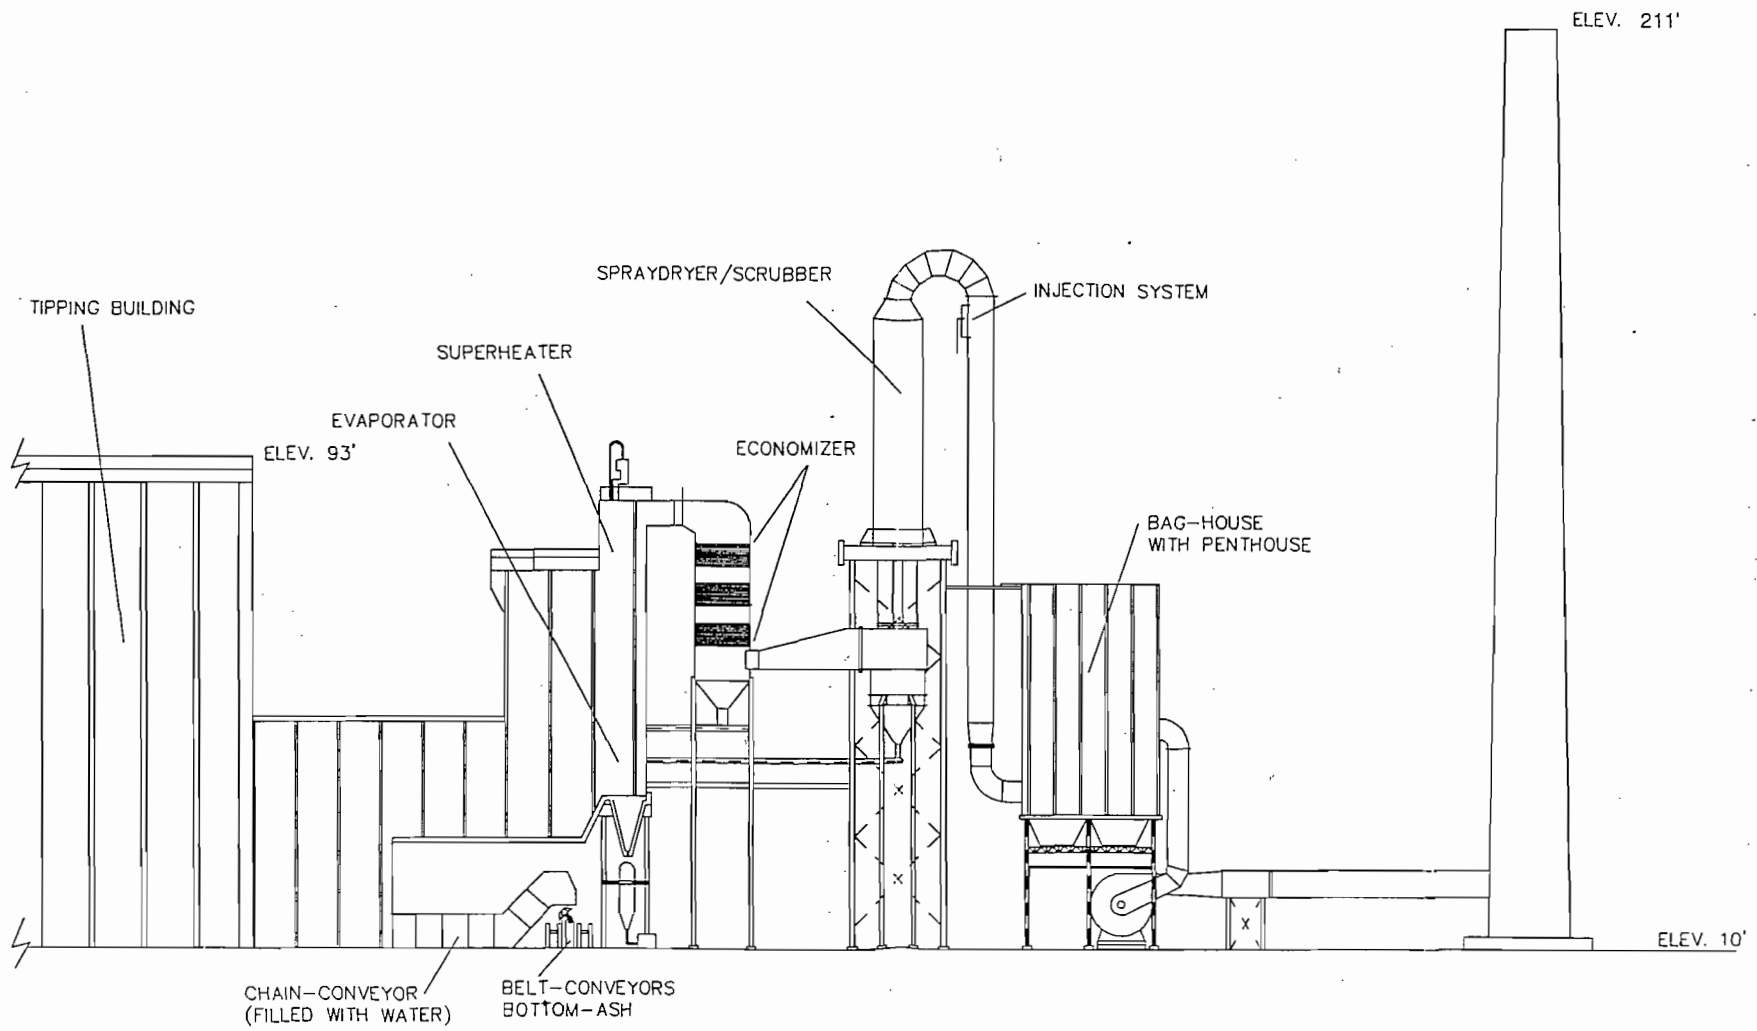 ELEV. 211'
SPRAYDRYER/SCRUBBER
INJECTION SYSTEM
TIPPING BUILDING
SUPERHEATER
EVAPORATOR
ECONOMIZER
ELEV. 93'
BAG-HOUSE
WITH PENTHOUSE
ELEV. 10'
CHAIN-CONVEYOR
(FILLED WITH WATER)
BELT-CONVEYORS
BOTTOM-ASH